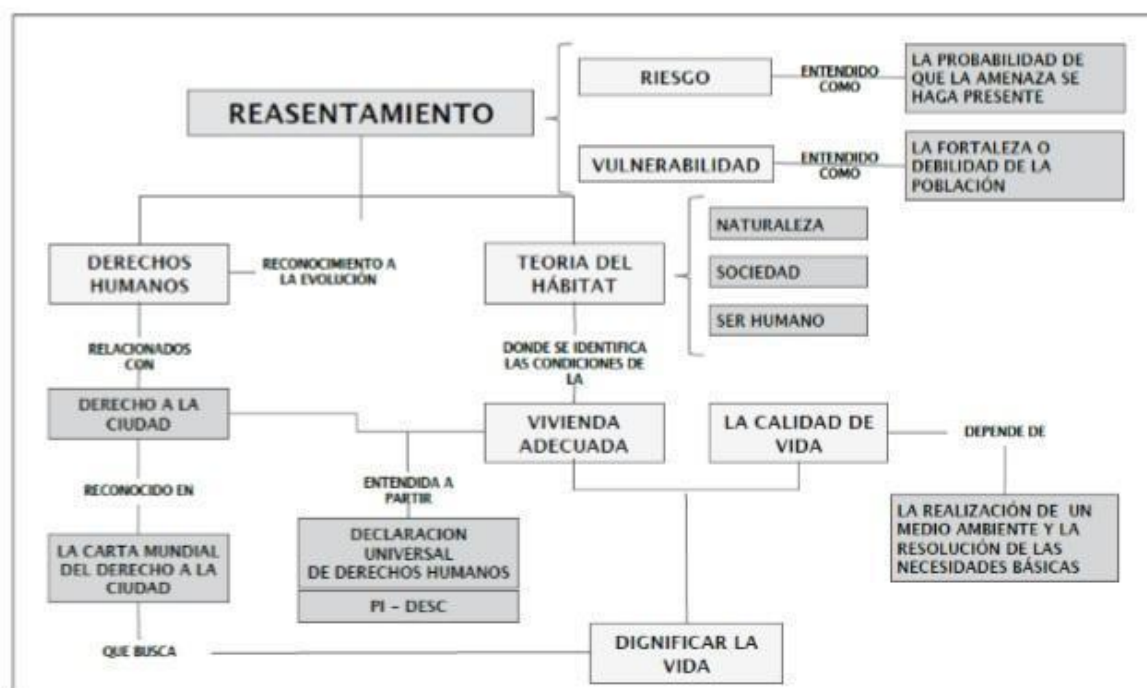 REASENTAMIENTO
RIESGO
ENTENDIDO
COMO
LA PROBABILIDAD DE
QUE LA AMENAZA SE
HAGA PRESENTE
VULNERABILIDAD
ENTENDIDO
COMO
LA FORTALEZA O
DEBILIDAD DE LA
POBLACIÓN
DERECHOS
HUMANOS
RECONOCIMIENTO A
LA EVOLUCIÓN
TEORIA DEL
HÁBITAT
NATURALEZA
SOCIEDAD
SER HUMANO
RELACIONADOS
CON
DONDE SE IDENTIFICA
LAS CONDICIONES DE
LA
DERECHO A LA
CIUDAD
VIVIENDA
ADECUADA
LA CALIDAD DE
VIDA
DEPENDE DE
RECONOCIDO EN
ENTENDIDA A
PARTIR
LA REALIZACIÓN DE UN
MEDIO AMBIENTE Y LA
RESOLUCIÓN DE LAS
NECESIDADES BÁSICAS
LA CARTA MUNDIAL
DEL DERECHO A LA
CIUDAD
DECLARACION
UNIVERSAL
DE DERECHOS HUMANOS
PI – DESC
QUE BUSCA
DIGNIFICAR LA
VIDA